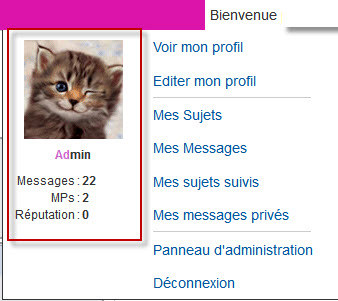 Bienvenue
Admin
Messages : 22
MPs : 2
Réputation : 0
Voir mon profil
Editer mon profil
Mes Sujets
Mes Messages
Mes sujets suivis
Mes messages privés
Panneau d'administration
Déconnexion